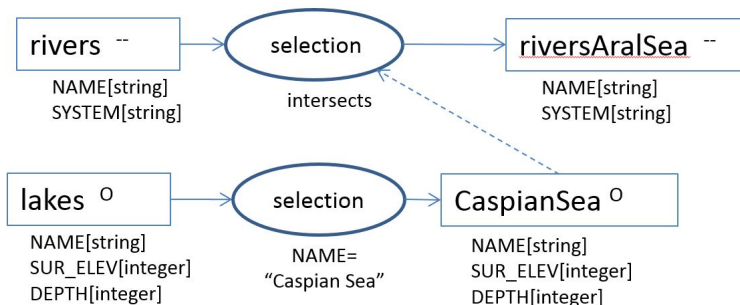 rivers --
selection
riversAralSea --
NAME[string]
SYSTEM[string]
intersects
NAME[string]
SYSTEM[string]
lakes O
selection
CaspianSea O
NAME[string]
SUR_ELEV[integer]
DEPTH[integer]
NAME=
“Caspian Sea”
NAME[string]
SUR_ELEV[integer]
DEPTH[integer]